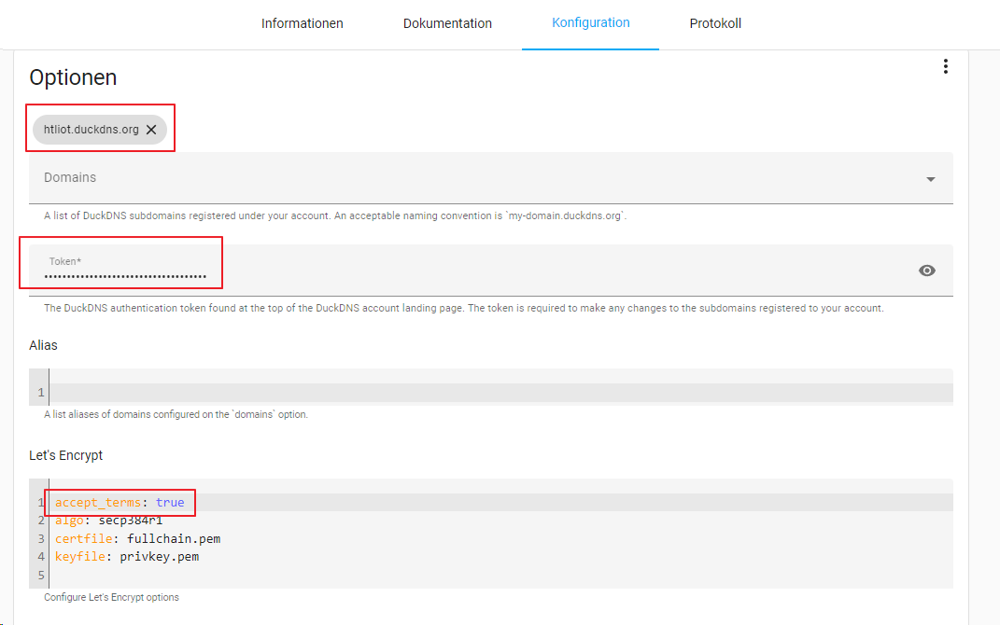 Informationen Dokumentation Konfiguration Protokoll
Optionen
htliot.duckdns.org
Domains
A list of DuckDNS subdomains registered under your account. An acceptable naming convention is `my-domain.duckdns.org`.
Token*
••••••••••••••••••••••••••••••••••••
The DuckDNS authentication token found at the top of the DuckDNS account landing page. The token is required to make any changes to the subdomains registered to your account.
Alias
1
A list aliases of domains configured on the `domains` option.
Let's Encrypt
1 accept_terms: true
2 algo: secp384r1
3 certfile: fullchain.pem
4 keyfile: privkey.pem
5
Configure Let's Encrypt options